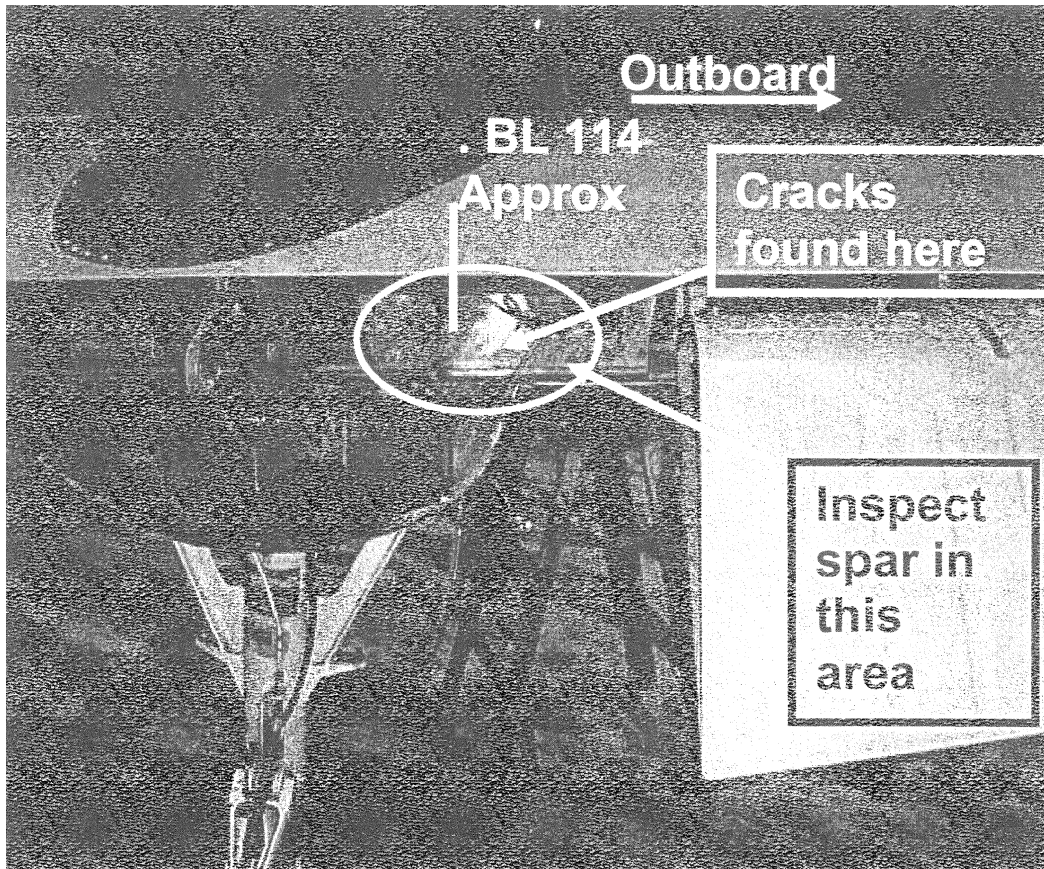 Outboard
. BL 114
Approx
Cracks
found here
Inspect
spar in
this
area